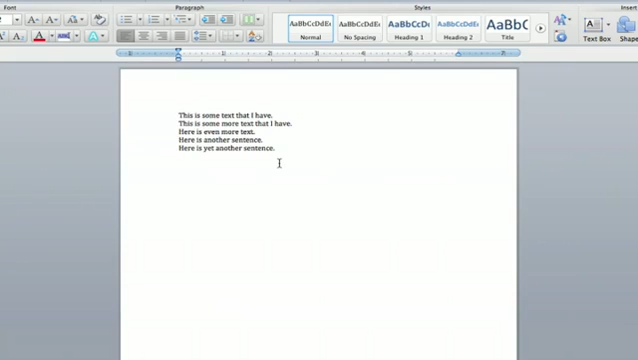 Font
Paragraph
Styles
Insert
AaBbCcDdEe
AaBbCcDdEe
AaBbCcDc
AaBbCcDdEe
AaBbC
Normal
No Spacing
Heading 1
Heading 2
Title
Text Box
Shape
This is some text that I have.
This is some more text that I have.
Here is even more text.
Here is another sentence.
Here is yet another sentence.